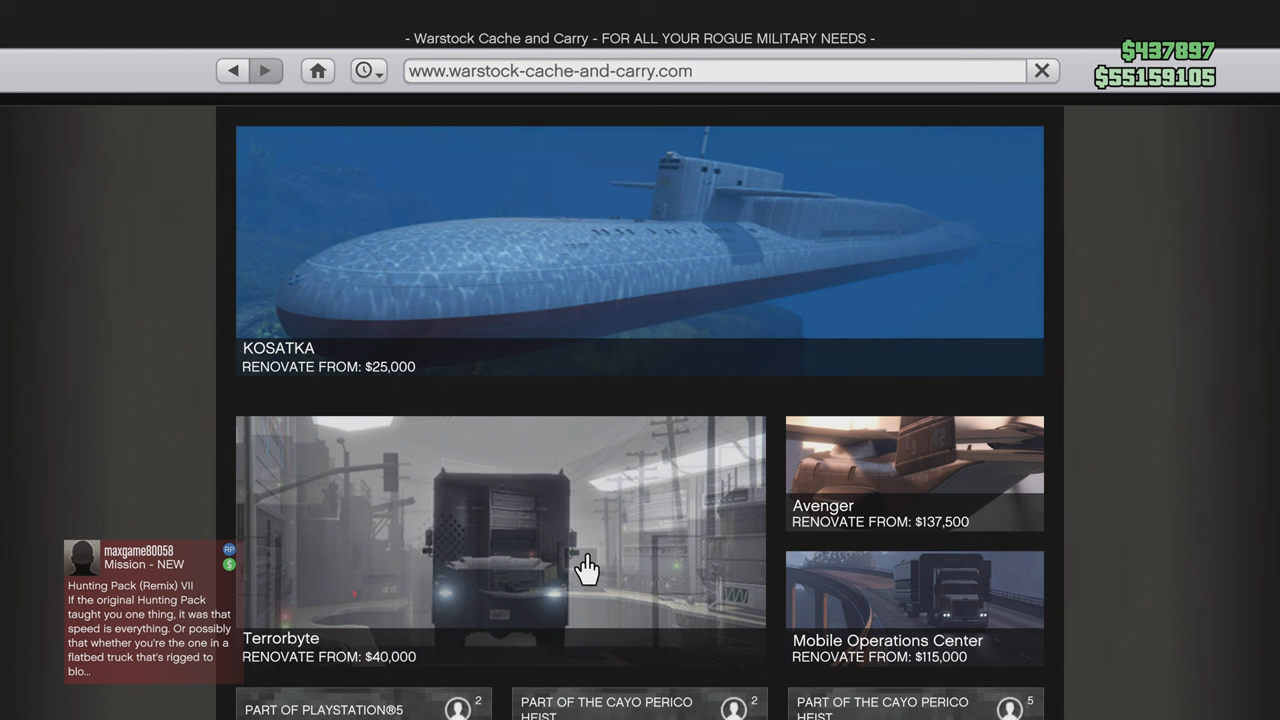 - Warstock Cache and Carry - FOR ALL YOUR ROGUE MILITARY NEEDS -
$437897
www.warstock-cache-and-carry.com
$55159105
KOSATKA
RENOVATE FROM: $25,000
Terrorbyte
RENOVATE FROM: $40,000
Avenger
RENOVATE FROM: $137,500
Mobile Operations Center
RENOVATE FROM: $115,000
maxgame80058
RP
Mission - NEW
$
Hunting Pack (Remix) VII
If the original Hunting Pack
taught you one thing, it was that
speed is everything. Or possibly
that whether you're the one in a
flatbed truck that's rigged to
blo...
PART OF PLAYSTATION®5
2
PART OF THE CAYO PERICO
HEIST
2
PART OF THE CAYO PERICO
HEIST
5